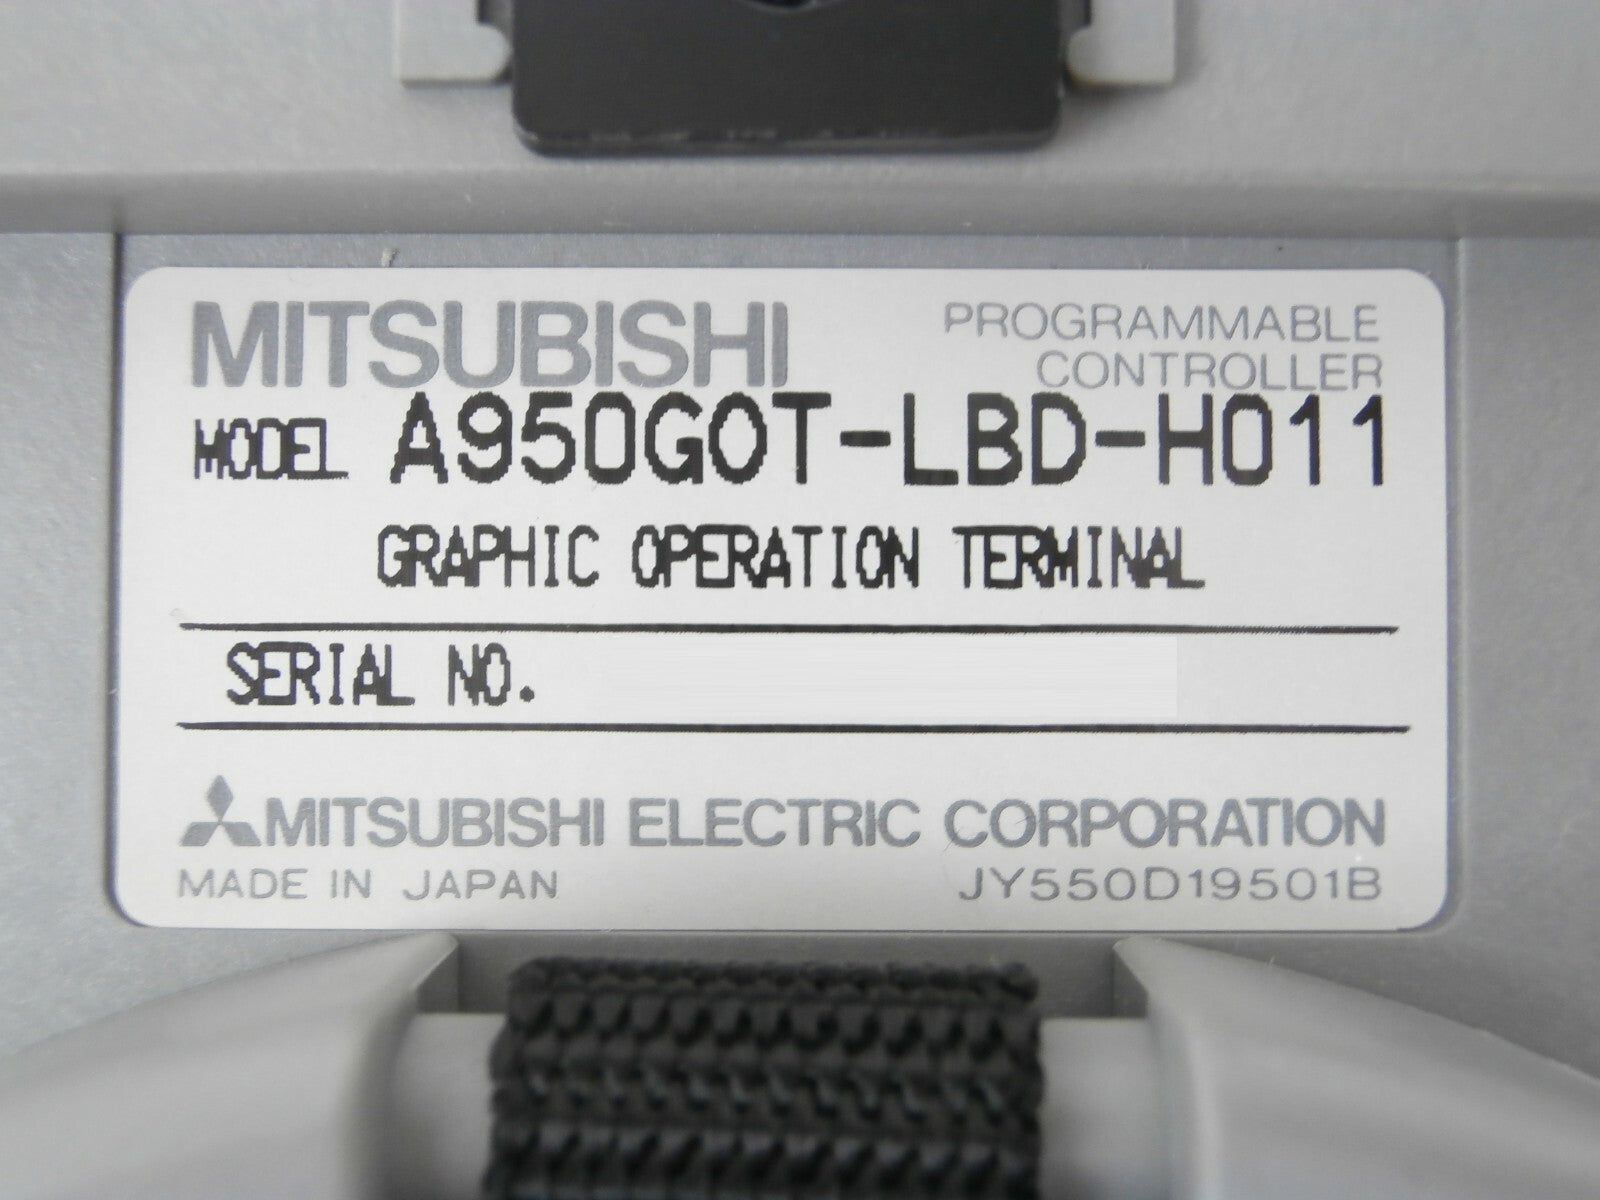 MITSUBISHI PROGRAMMABLE
CONTROLLER
MODEL A950GOT-LBD-H011
GRAPHIC OPERATION TERMINAL
SERIAL NO.
MITSUBISHI ELECTRIC CORPORATION
MADE IN JAPAN JY550D19501B